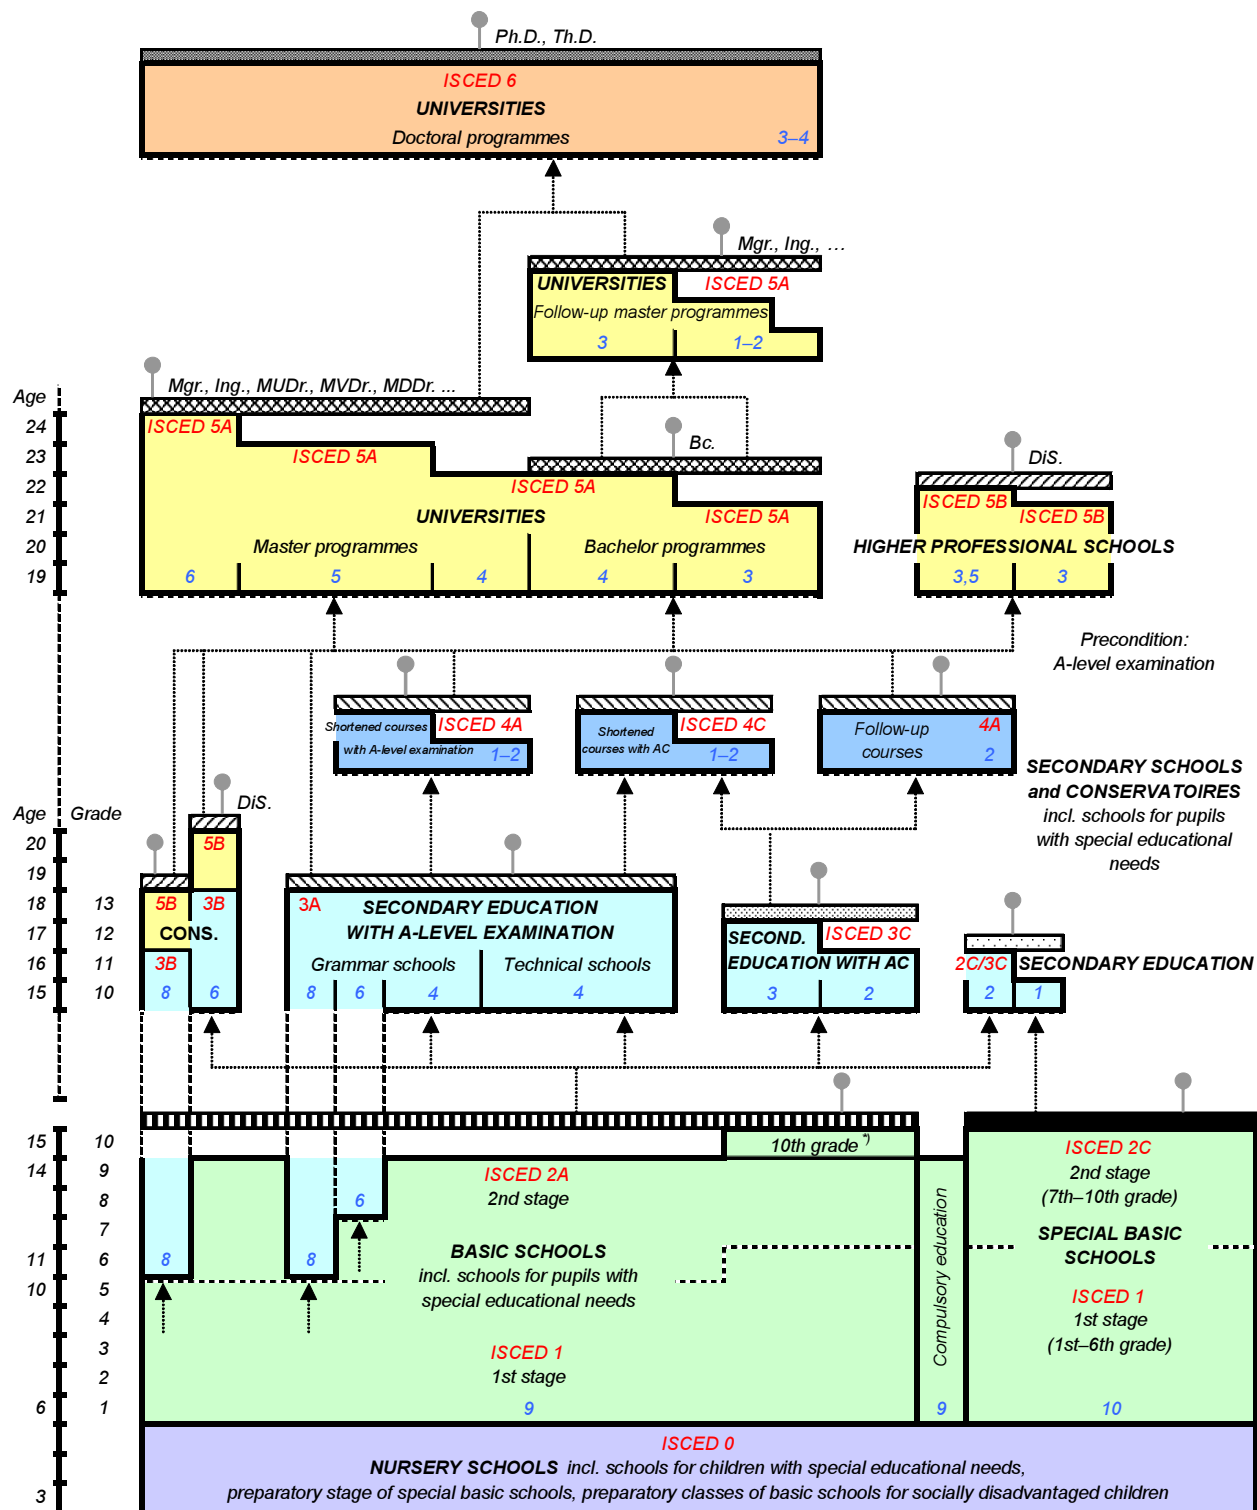 Ph.D., Th.D.
ISCED 6
UNIVERSITIES
Doctoral programmes
3–4
Mgr., Ing., ...
UNIVERSITIES
ISCED 5A
Follow-up master programmes
3
1–2
Mgr., Ing., MUDr., MVDr., MDDr. ...
Age
24
ISCED 5A
23
ISCED 5A
Bc.
DiS.
22
ISCED 5A
ISCED 5B
21
UNIVERSITIES
ISCED 5A
ISCED 5B
20
Master programmes
Bachelor programmes
HIGHER PROFESSIONAL SCHOOLS
19
6
5
4
4
3
3,5
3
Precondition:
A-level examination
Shortened courses
with A-level examination
ISCED 4A
1–2
Shortened
courses with AC
ISCED 4C
1–2
Follow-up
courses
4A
2
SECONDARY SCHOOLS
and CONSERVATOIRES
incl. schools for pupils
with special educational
needs
Age
Grade
DiS.
20
5B
19
18
13
5B
3B
3A
SECONDARY EDUCATION
17
12
CONS.
WITH A-LEVEL EXAMINATION
SECOND.
ISCED 3C
16
11
3B
Grammar schools
Technical schools
EDUCATION WITH AC
2C/3C
SECONDARY EDUCATION
15
10
8
6
8
6
4
4
3
2
2
1
15
10
10th grade *)
14
9
ISCED 2A
2nd stage
8
6
7
11
6
8
8
BASIC SCHOOLS
incl. schools for pupils with
special educational needs
10
5
4
3
ISCED 1
1st stage
2
6
1
9
Compulsory education
9
ISCED 2C
2nd stage
(7th–10th grade)
SPECIAL BASIC
SCHOOLS
ISCED 1
1st stage
(1st–6th grade)
10
ISCED 0
NURSERY SCHOOLS incl. schools for children with special educational needs,
3
preparatory stage of special basic schools, preparatory classes of basic schools for socially disadvantaged children